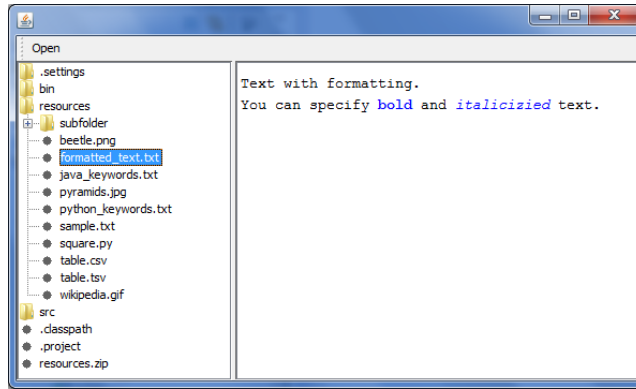 Open
.settings
bin
resources
subfolder
beetle.png
formatted_text.txt
java_keywords.txt
pyramids.jpg
python_keywords.txt
sample.txt
square.py
table.csv
table.tsv
wikipedia.gif
src
.classpath
.project
resources.zip
Text with formatting.
You can specify bold and italicizied text.